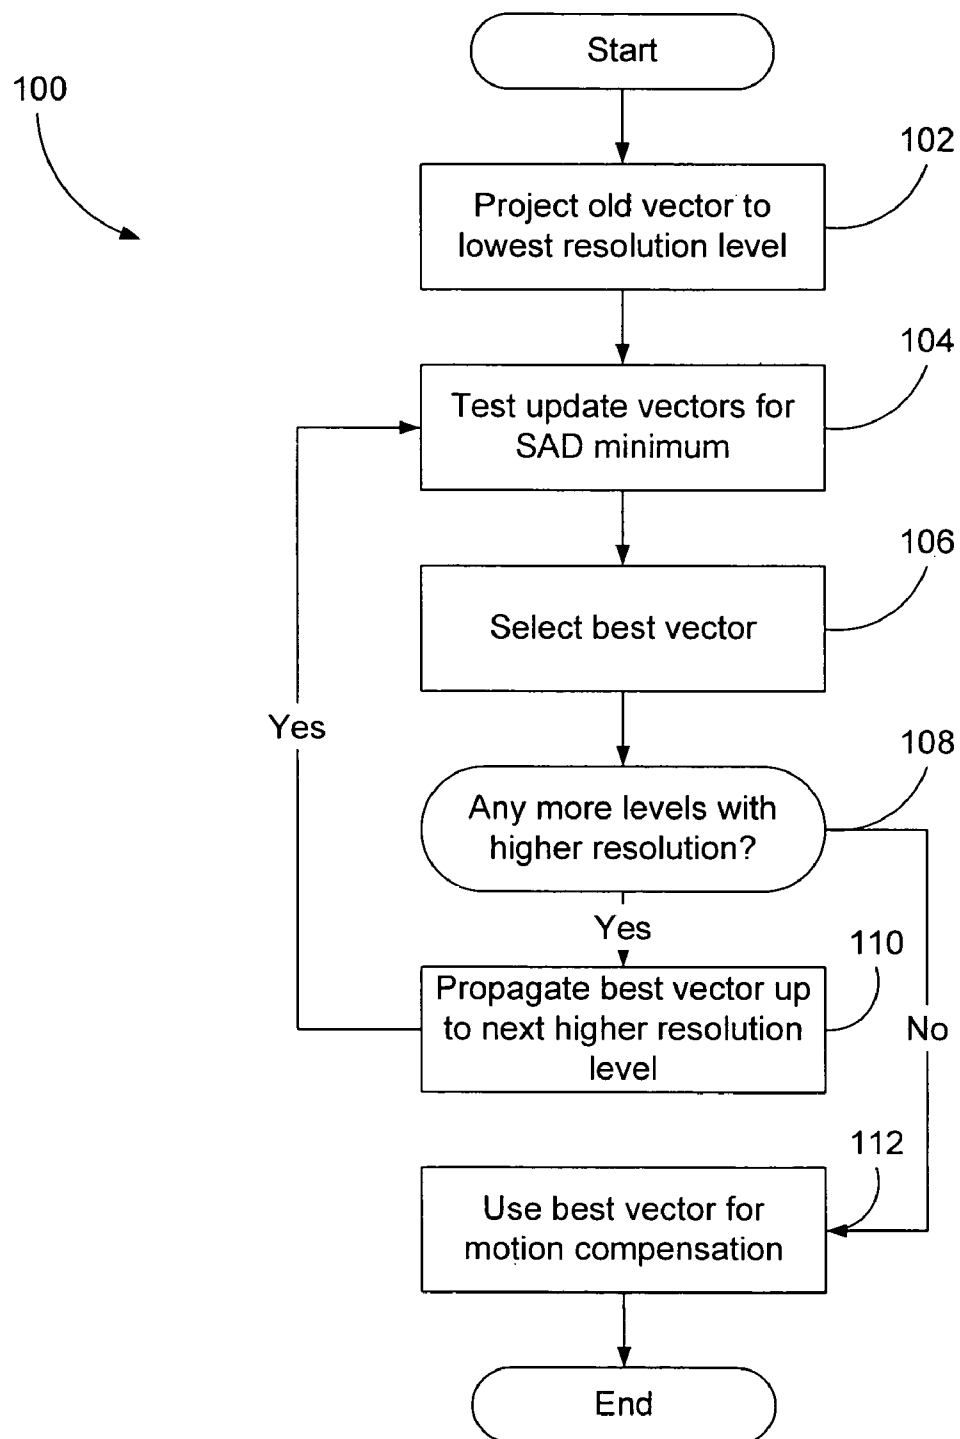 Start
100
102
Project old vector to
lowest resolution level
104
Test update vectors for
SAD minimum
106
Select best vector
Yes
108
Any more levels with
higher resolution?
Yes
110
Propagate best vector up
to next higher resolution
level
No
112
Use best vector for
motion compensation
End